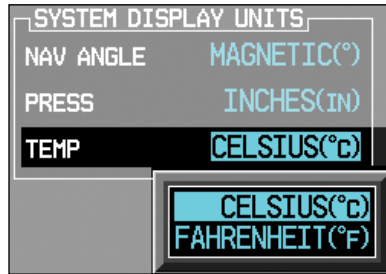 SYSTEM DISPLAY UNITS
NAV ANGLE MAGNETIC(°)
PRESS INCHES(IN)
TEMP CELSIUS(°C)
CELSIUS(°C)
FAHRENHEIT(°F)